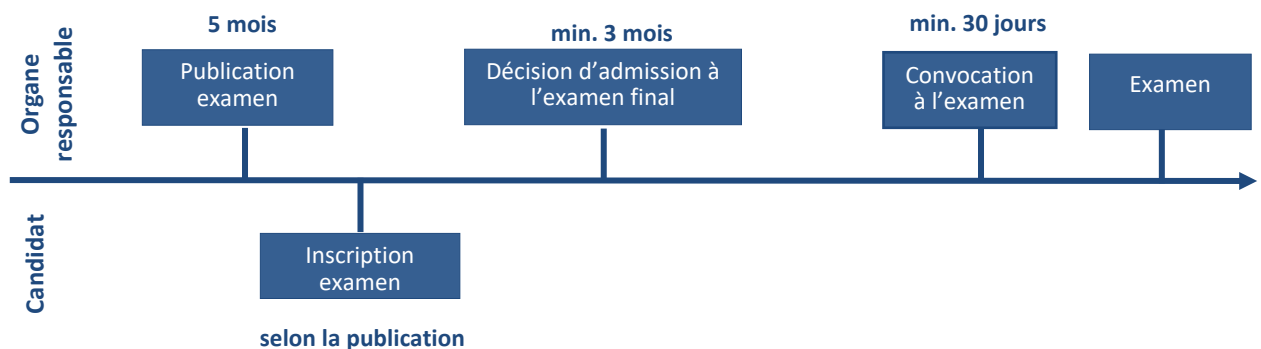 5 mois
min. 3 mois
min. 30 jours
Organe
responsable
Publication
examen
Décision d'admission à
l'examen final
Convocation
à l'examen
Examen
Candidat
Inscription
examen
selon la publication